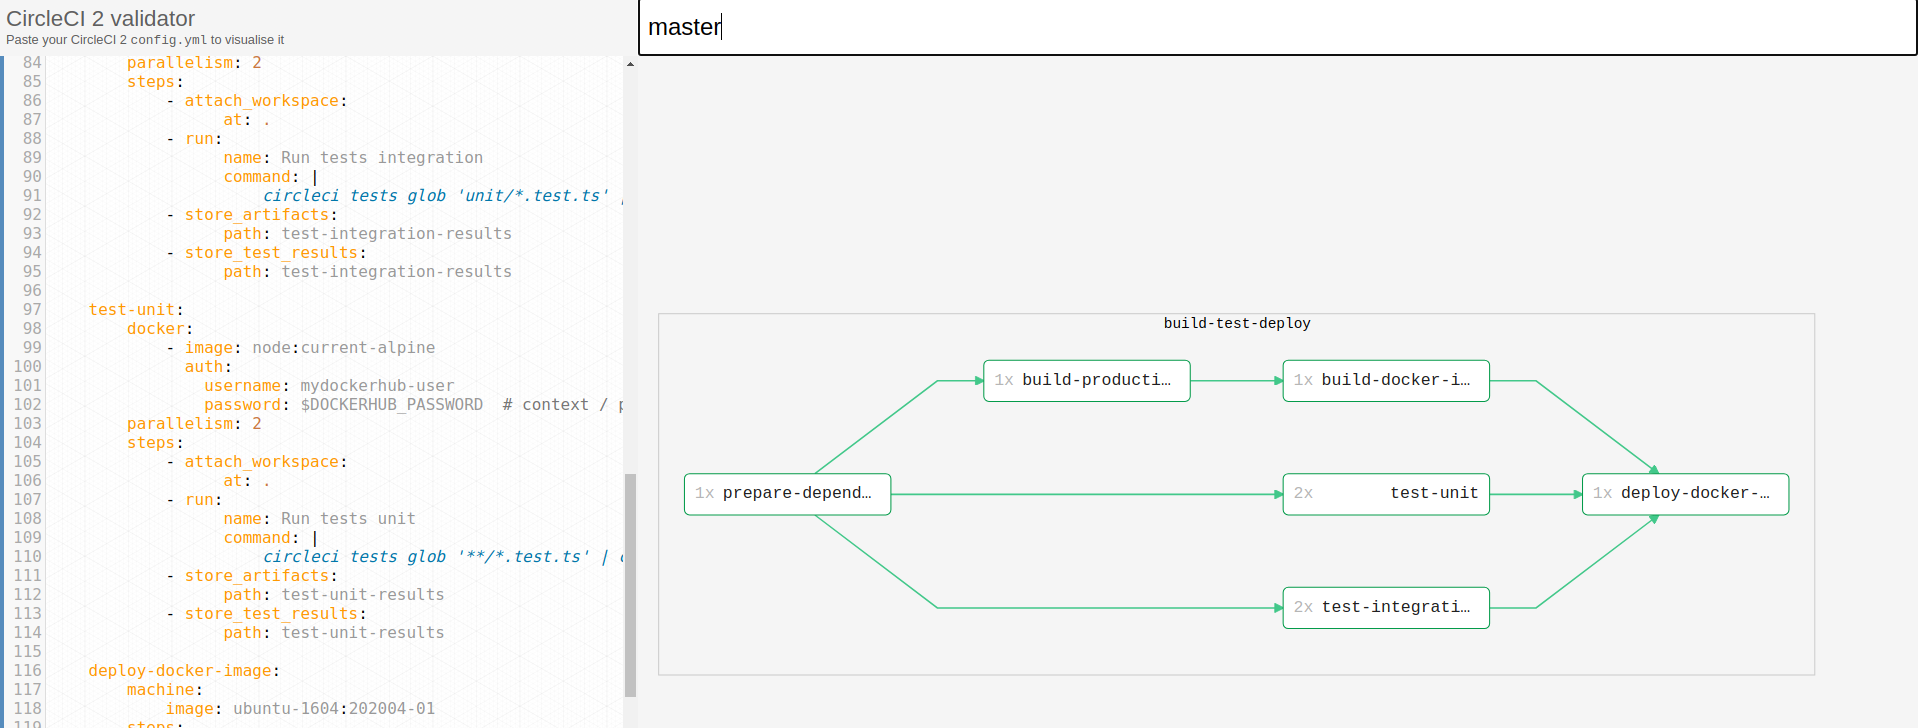 CircleCI 2 validator
Paste your CircleCI 2 config.yml to visualise it
84 parallelism: 2
85 steps:
86 - attach_workspace:
87 at: .
88 - run:
89 name: Run tests integration
90 command: |
91 circleci tests glob 'unit/*.test.ts' |
92 - store_artifacts:
93 path: test-integration-results
94 - store_test_results:
95 path: test-integration-results
96
97 test-unit:
98 docker:
99 - image: node:current-alpine
100 auth:
101 username: mydockerhub-user
102 password: $DOCKERHUB_PASSWORD # context / p
103 parallelism: 2
104 steps:
105 - attach_workspace:
106 at: .
107 - run:
108 name: Run tests unit
109 command: |
110 circleci tests glob '**/*.test.ts' | c
111 - store_artifacts:
112 path: test-unit-results
113 - store_test_results:
114 path: test-unit-results
115
116 deploy-docker-image:
117 machine:
118 image: ubuntu-1604:202004-01
119 steps:
master
build-test-deploy
1x build-producti…
1x build-docker-i…
1x prepare-depend…
2x test-unit
1x deploy-docker-…
2x test-integrati…